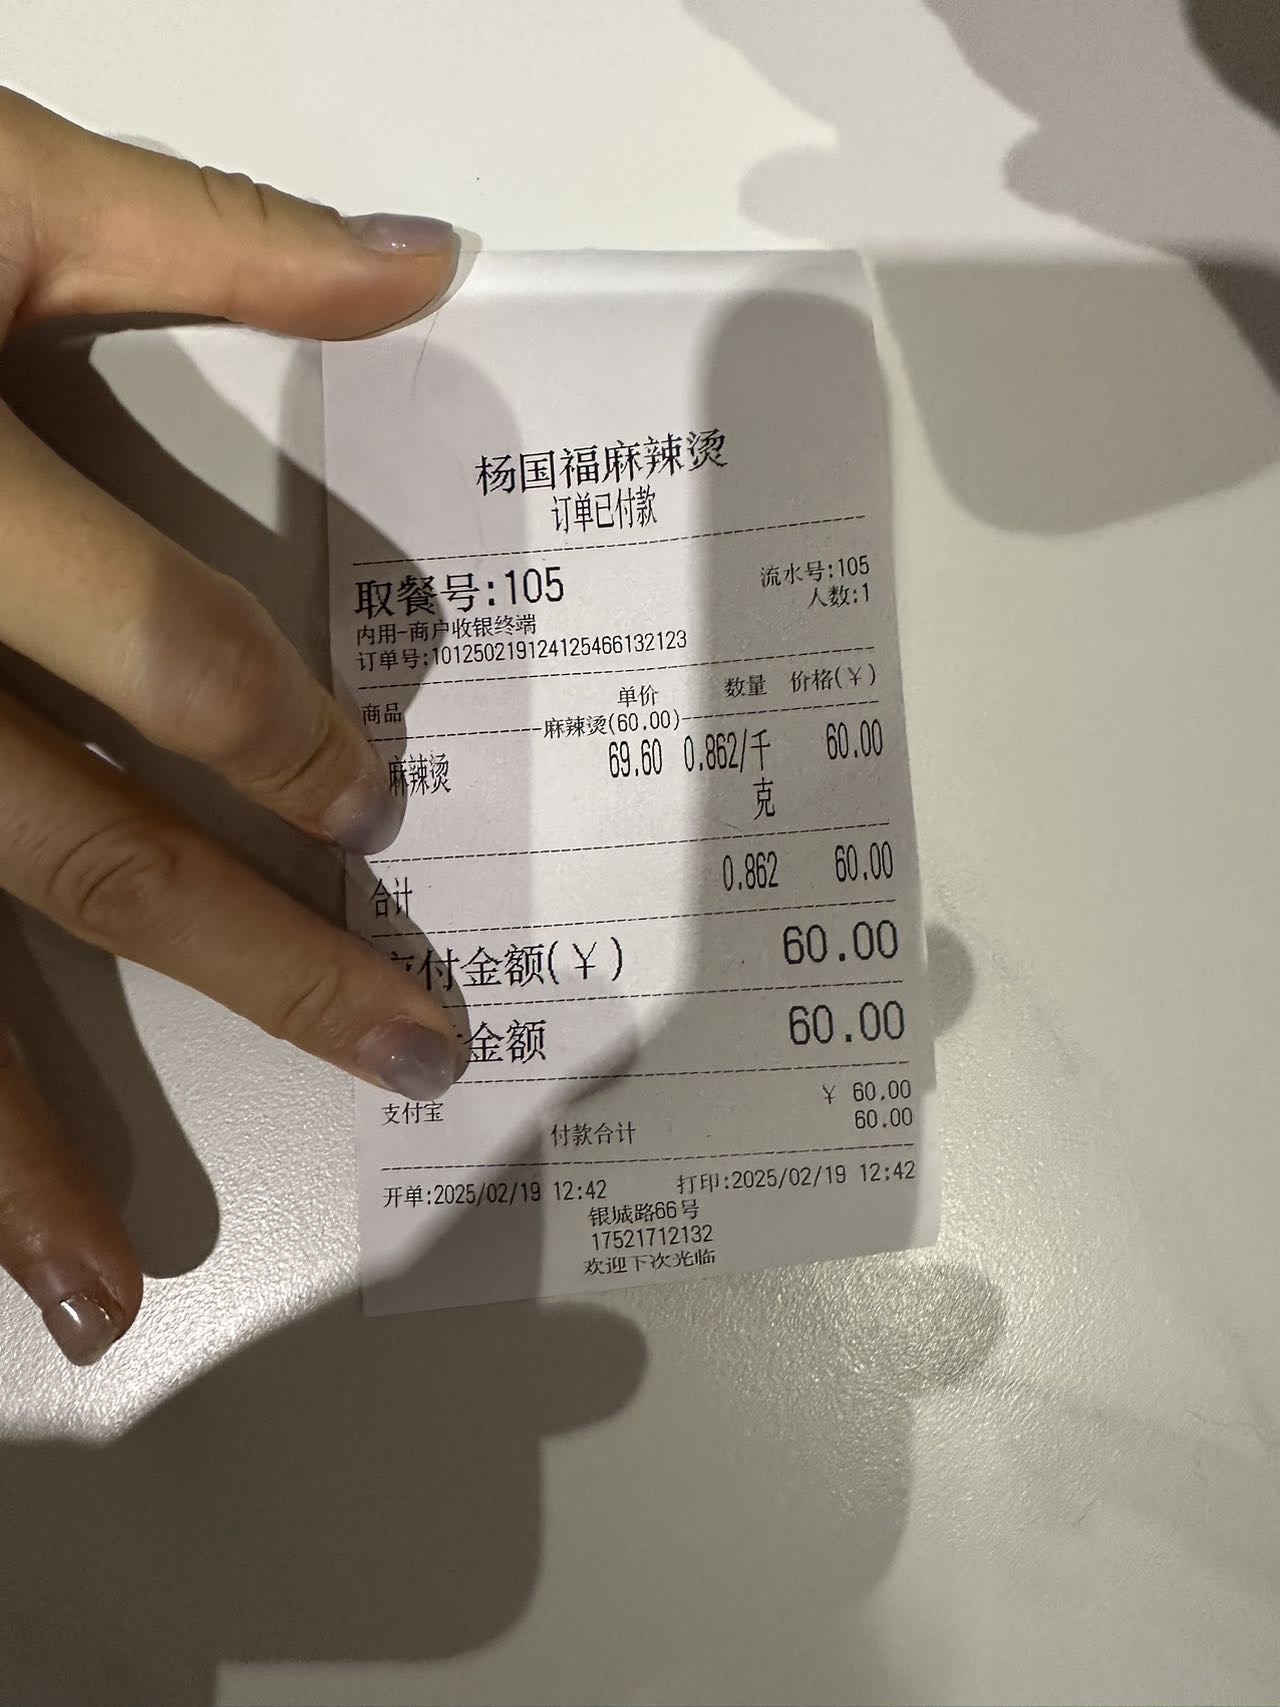 杨国福麻辣烫
订单已付款
取餐号:105 流水号:105
人数:1
内用-商户收银终端
订单号:101250219124125466132123
商品 单价 数量 价格(¥)
麻辣烫(60.00)
麻辣烫 69.60 0.862/千克 60.00
合计 0.862 60.00
付金额(¥) 60.00
金额 60.00
支付宝 ¥ 60.00
付款合计 60.00
开单:2025/02/19 12:42 打印:2025/02/19 12:42
银城路66号
17521712132
欢迎下次光临